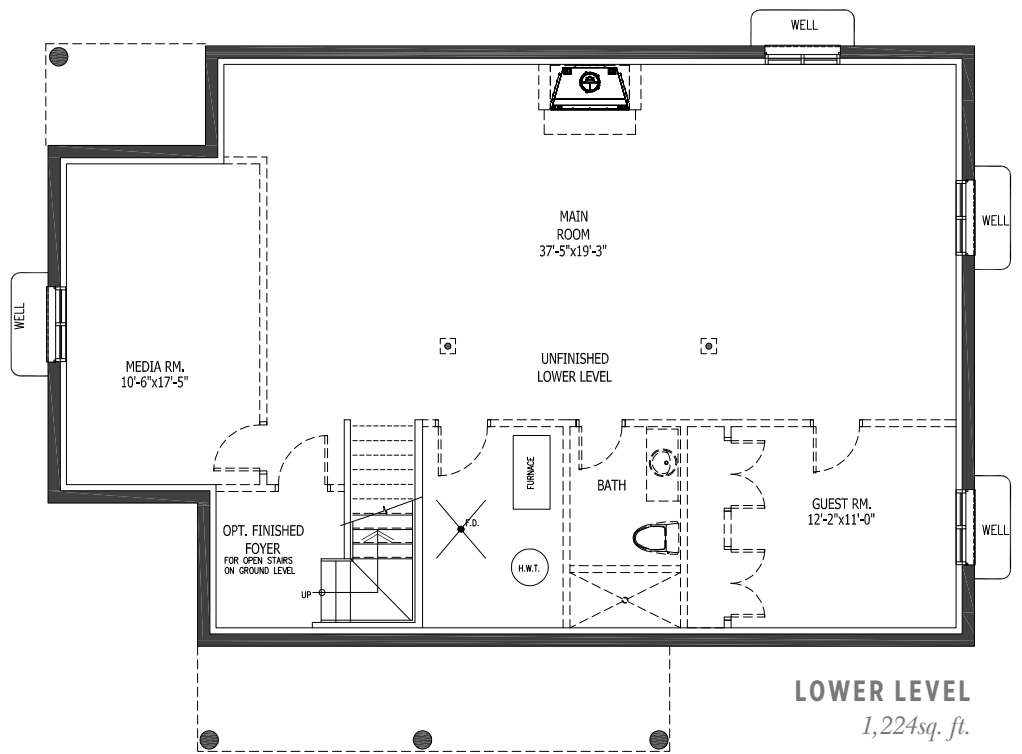 WELL
WELL
MAIN
ROOM
37'-5"x19'-3"
WELL
MEDIA RM.
10'-6"x17'-5"
UNFINISHED
LOWER LEVEL
FURNACE
BATH
GUEST RM.
12'-2"x11'-0"
OPT. FINISHED
FOYER
FOR OPEN STAIRS
ON GROUND LEVEL
F.D.
WELL
H.W.T.
UP
LOWER LEVEL
1,224sq. ft.